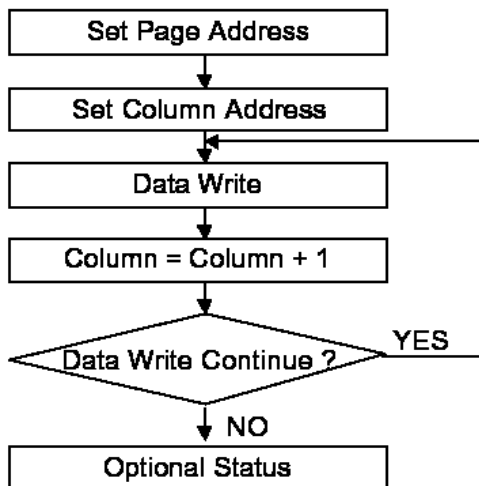 Set Page Address
Set Column Address
Data Write
Column = Column + 1
Data Write Continue ?
YES
NO
Optional Status